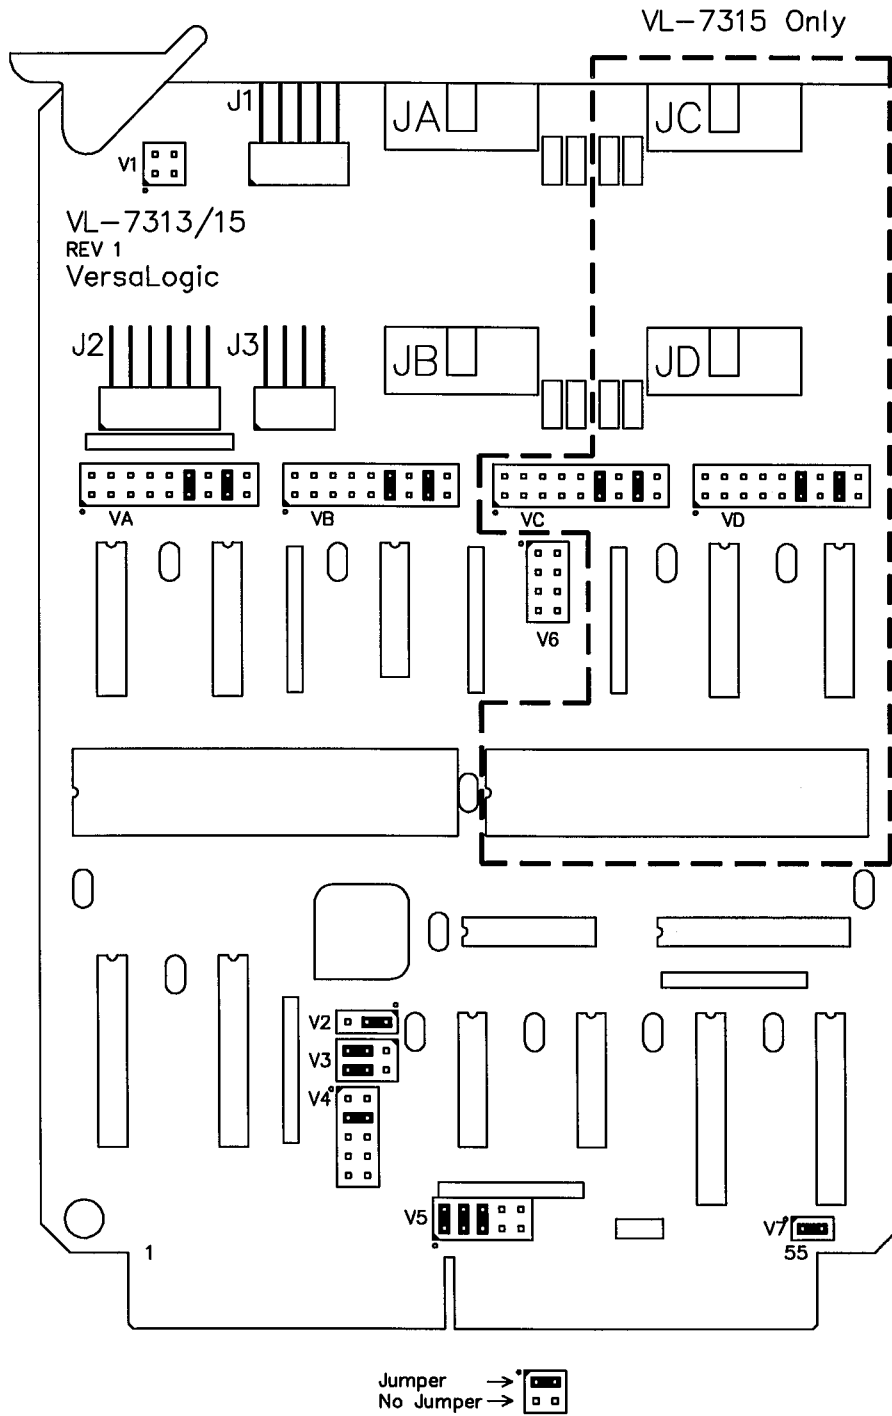 VL-7315 Only
J1
JA
JC
V1
VL-7313/15
REV 1
VersaLogic
J2
J3
JB
JD
VA
VB
VC
VD
V6
V2
V3
V4
V5
V7
1
55
Jumper
No Jumper